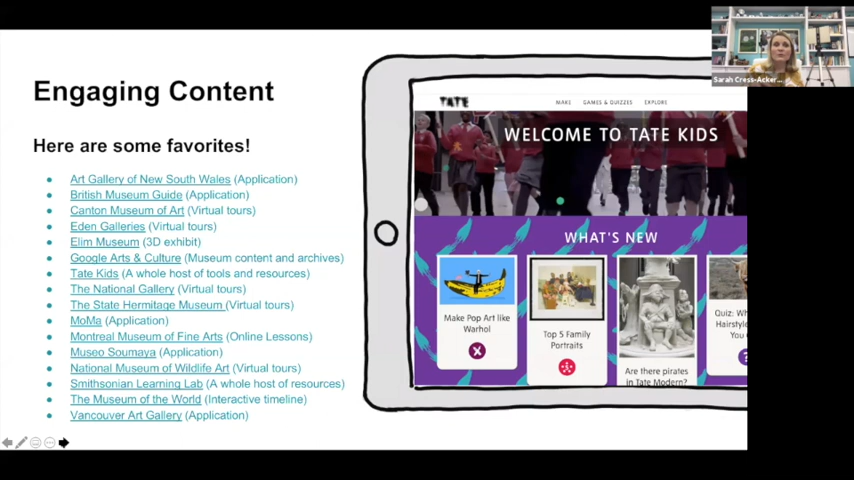 Engaging Content
Here are some favorites!
Art Gallery of New South Wales (Application)
British Museum Guide (Application)
Canton Museum of Art (Virtual tours)
Eden Galleries (Virtual tours)
Elim Museum (3D exhibit)
Google Arts & Culture (Museum content and archives)
Tate Kids (A whole host of tools and resources)
The National Gallery (Virtual tours)
The State Hermitage Museum (Virtual tours)
MoMa (Application)
Montreal Museum of Fine Arts (Online Lessons)
Museo Soumaya (Application)
National Museum of Wildlife Art (Virtual tours)
Smithsonian Learning Lab (A whole host of resources)
The Museum of the World (Interactive timeline)
Vancouver Art Gallery (Application)
TATE
MAKE GAMES & QUIZZES EXPLORE
WELCOME TO TATE KIDS
WHAT'S NEW
Make Pop Art like
Warhol
Top 5 Family
Portraits
Are there pirates
in Tate Modern?
Quiz:
Hairstyle
Sarah Cress-Acker...